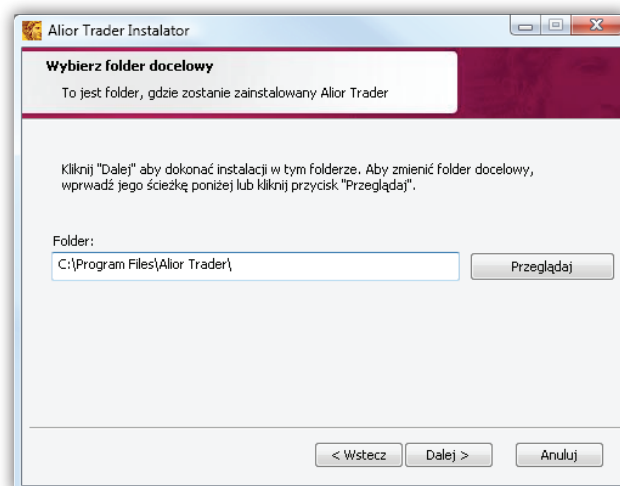 Alior Trader Instalator
Wybierz folder docelowy
To jest folder, gdzie zostanie zainstalowany Alior Trader
Kliknij "Dalej" aby dokonać instalacji w tym folderze. Aby zmienić folder docelowy,
wprowadź jego ścieżkę poniżej lub kliknij przycisk "Przeglądaj".
Folder:
C:\Program Files\Alior Trader\
Przeglądaj
< Wstecz
Dalej >
Anuluj